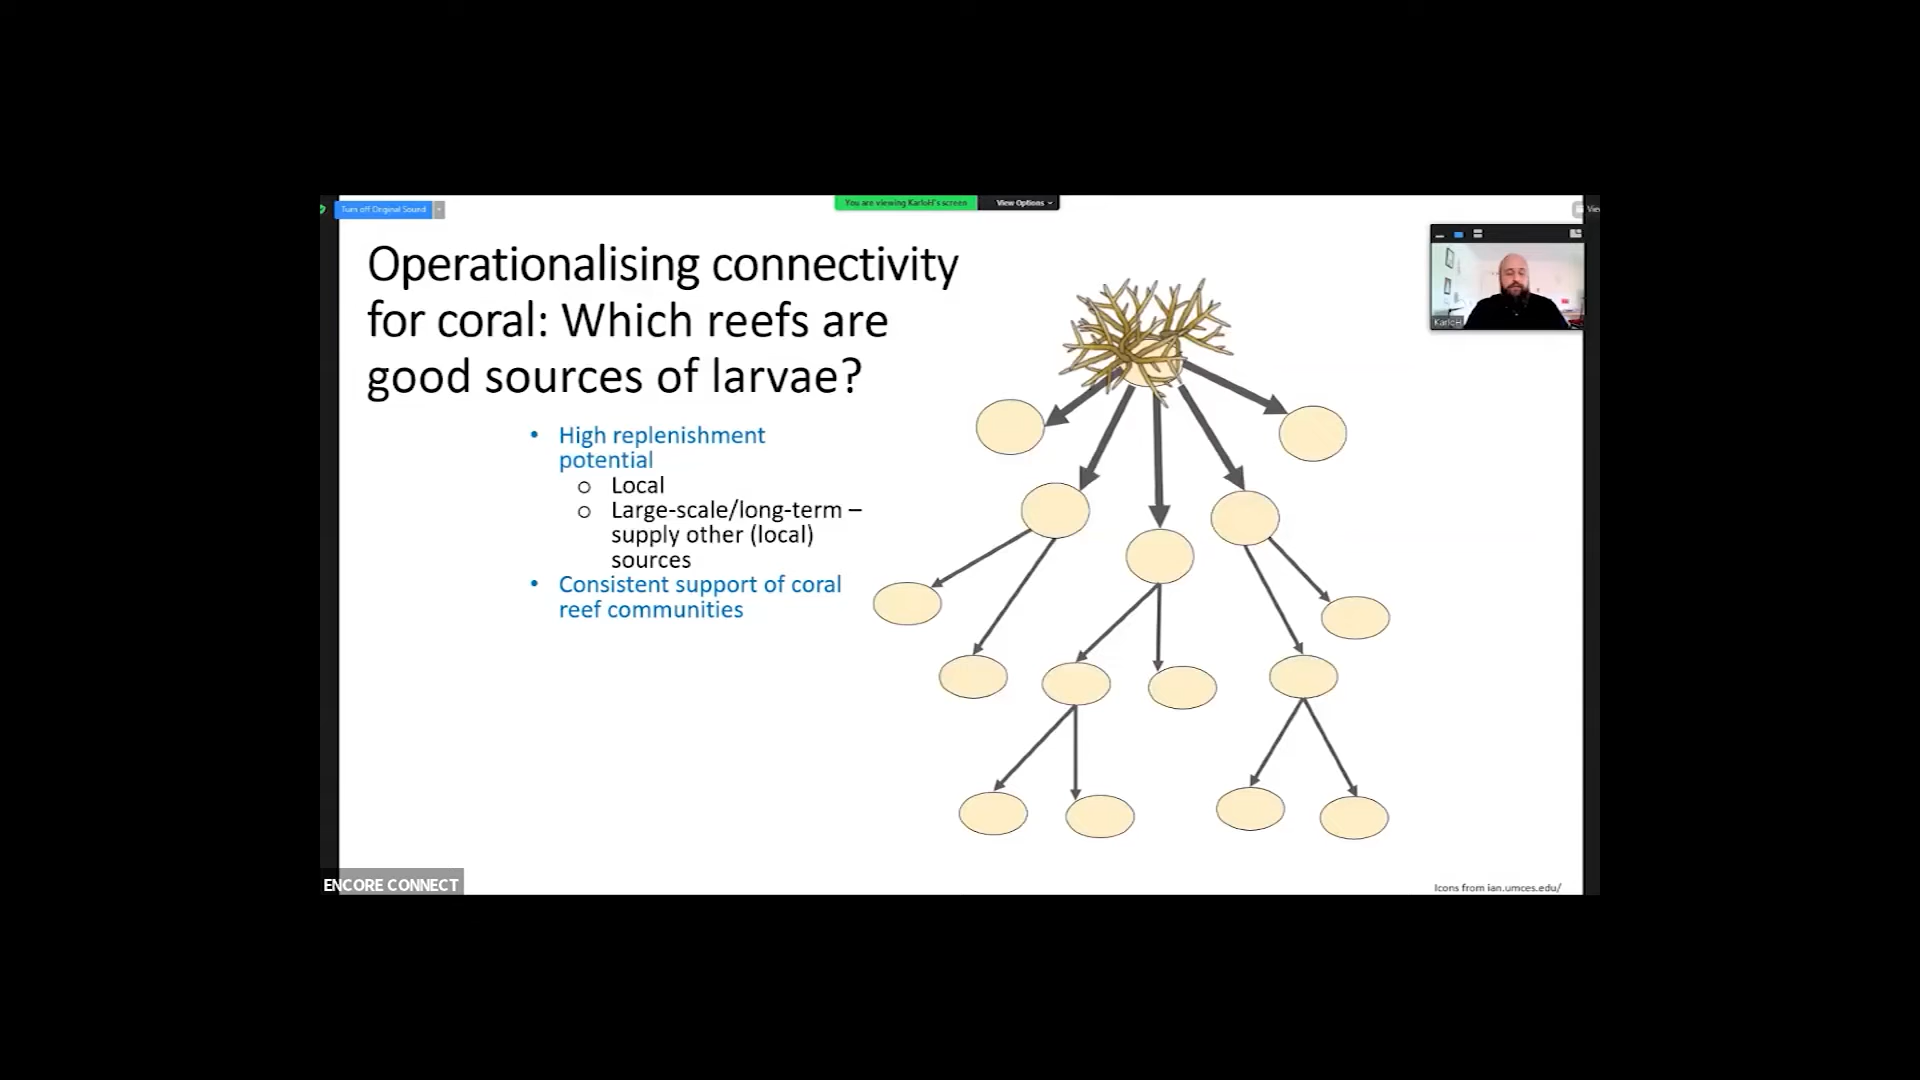 Turn off Original Sound
You are viewing KarloH's screen
View Options
Operationalising connectivity
for coral: Which reefs are
good sources of larvae?
KarloH
• High replenishment
potential
o Local
o Large-scale/long-term –
supply other (local)
sources
• Consistent support of coral
reef communities
ENCORE CONNECT
Icons from ian.umces.edu/